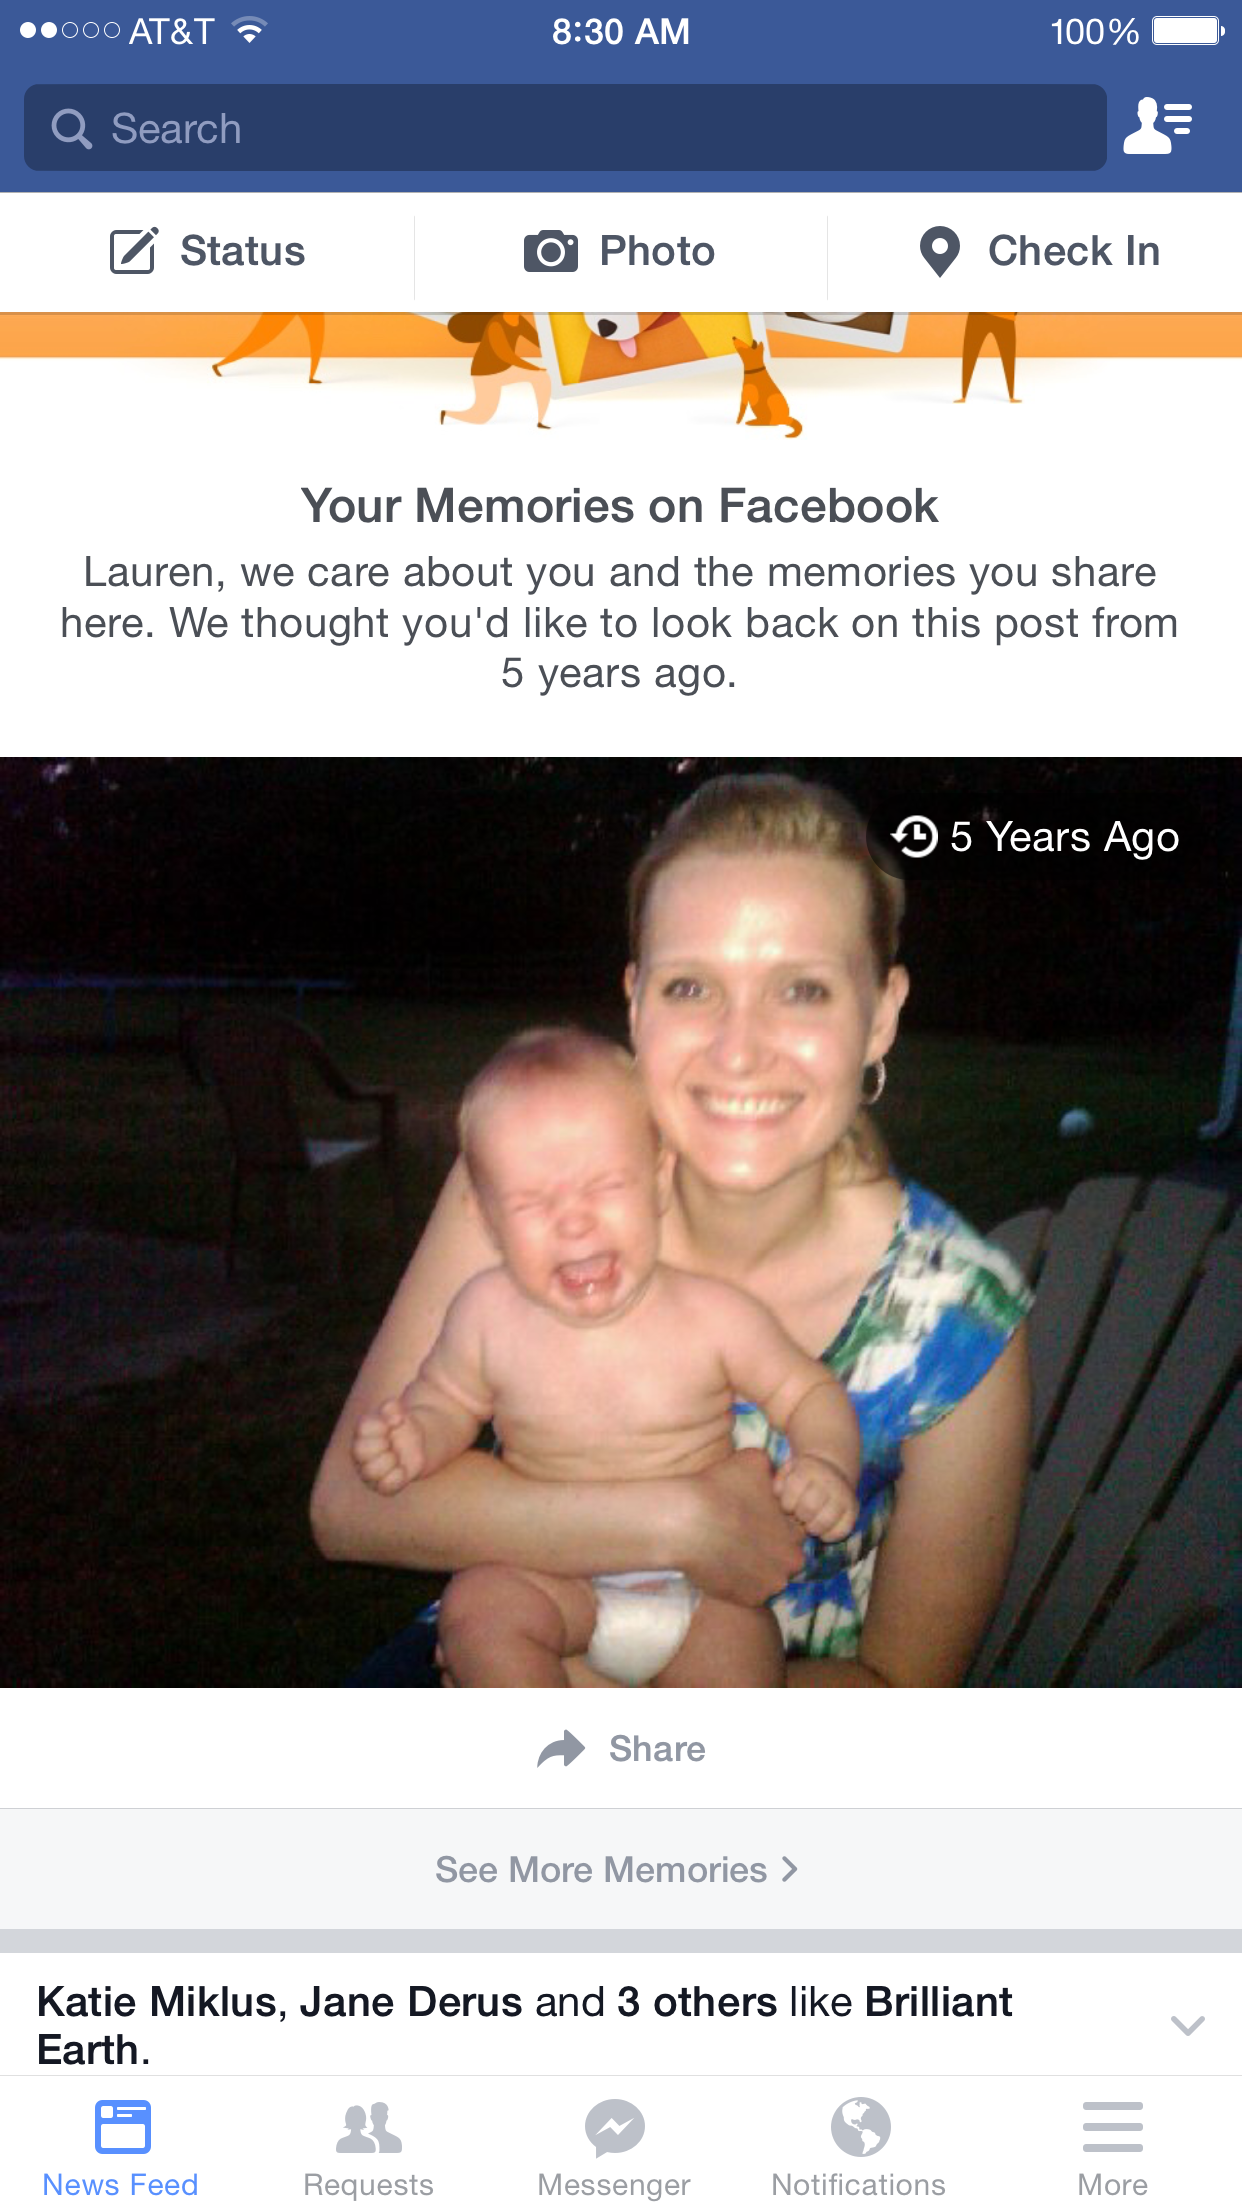 AT&T 8:30 AM 100%
Search
Status Photo Check In
Your Memories on Facebook
Lauren, we care about you and the memories you share
here. We thought you'd like to look back on this post from
5 years ago.
5 Years Ago
Share
See More Memories >
Katie Miklus, Jane Derus and 3 others like Brilliant
Earth.
News Feed Requests Messenger Notifications More